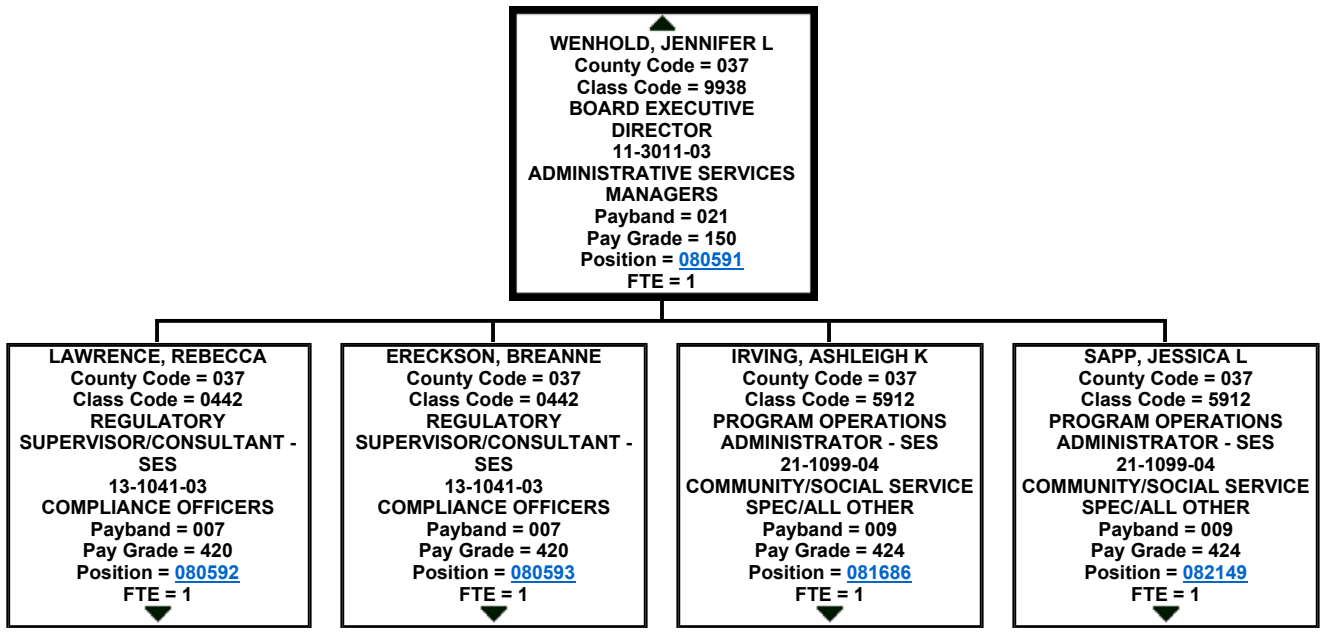 WENHOLD, JENNIFER L
County Code = 037
Class Code = 9938
BOARD EXECUTIVE
DIRECTOR
11-3011-03
ADMINISTRATIVE SERVICES
MANAGERS
Payband = 021
Pay Grade = 150
Position = 080591
FTE = 1
LAWRENCE, REBECCA
County Code = 037
Class Code = 0442
REGULATORY
SUPERVISOR/CONSULTANT -
SES
13-1041-03
COMPLIANCE OFFICERS
Payband = 007
Pay Grade = 420
Position = 080592
FTE = 1
ERECKSON, BREANNE
County Code = 037
Class Code = 0442
REGULATORY
SUPERVISOR/CONSULTANT -
SES
13-1041-03
COMPLIANCE OFFICERS
Payband = 007
Pay Grade = 420
Position = 080593
FTE = 1
IRVING, ASHLEIGH K
County Code = 037
Class Code = 5912
PROGRAM OPERATIONS
ADMINISTRATOR - SES
21-1099-04
COMMUNITY/SOCIAL SERVICE
SPEC/ALL OTHER
Payband = 009
Pay Grade = 424
Position = 081686
FTE = 1
SAPP, JESSICA L
County Code = 037
Class Code = 5912
PROGRAM OPERATIONS
ADMINISTRATOR - SES
21-1099-04
COMMUNITY/SOCIAL SERVICE
SPEC/ALL OTHER
Payband = 009
Pay Grade = 424
Position = 082149
FTE = 1